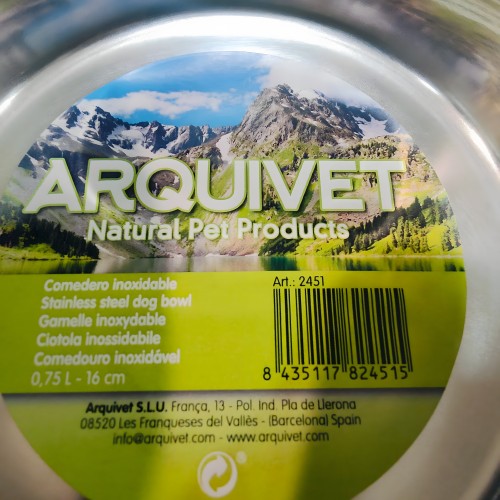 ARQUIVET
Natural Pet Products
Comedero inoxidable
Stainless steel dog bowl
Gamelle inoxydable
Ciotola inossidabile
Comedouro inoxidável
0,75 L - 16 cm
Art.: 2451
8 435117 824515
Arquivet S.L.U. França, 13 - Pol. Ind. Pla de Llerona
08520 Les Franqueses del Vallès - (Barcelona) Spain
info@arquivet.com - www.arquivet.com
®